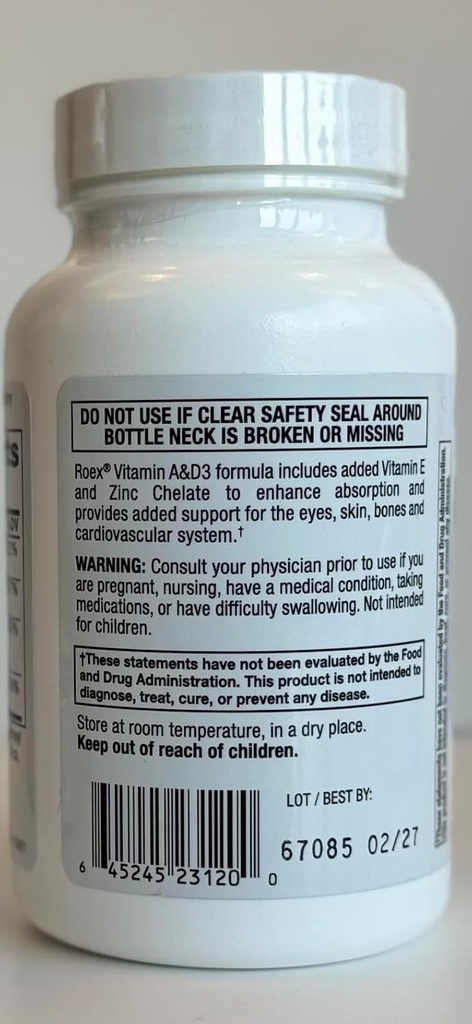 DO NOT USE IF CLEAR SAFETY SEAL AROUND
BOTTLE NECK IS BROKEN OR MISSING
Roex® Vitamin A&D3 formula includes added Vitamin E
and Zinc Chelate to enhance absorption and
provides added support for the eyes, skin, bones and
cardiovascular system.†
WARNING: Consult your physician prior to use if you
are pregnant, nursing, have a medical condition, taking
medications, or have difficulty swallowing. Not intended
for children.
†These statements have not been evaluated by the Food
and Drug Administration. This product is not intended to
diagnose, treat, cure, or prevent any disease.
Store at room temperature, in a dry place.
Keep out of reach of children.
LOT / BEST BY:
67085 02/27
6 45245 23120 0